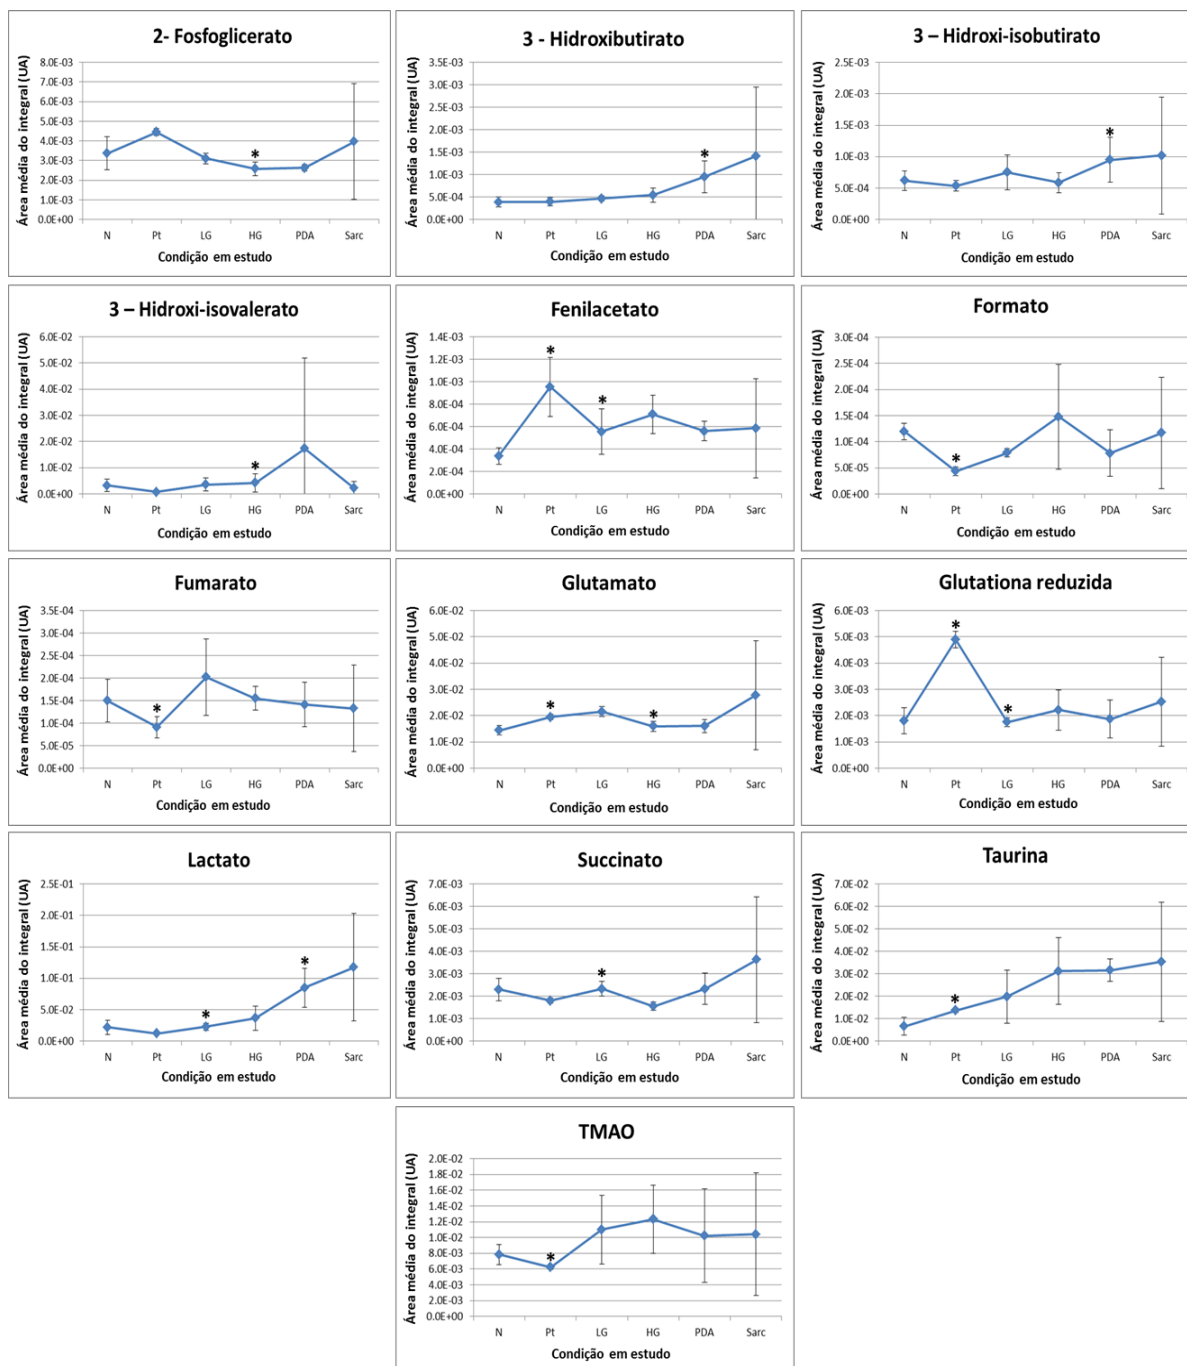 2- Fosfoglicerato
Área média do integral (UA)
8.0E-03
7.0E-03
6.0E-03
5.0E-03
4.0E-03
3.0E-03
2.0E-03
1.0E-03
0.0E+00
*
N Pt LG HG PDA Sarc
Condição em estudo
3 - Hidroxibutirato
Área média do integral (UA)
3.5E-03
3.0E-03
2.5E-03
2.0E-03
1.5E-03
1.0E-03
5.0E-04
0.0E+00
*
N Pt LG HG PDA Sarc
Condição em estudo
3 – Hidroxi-isobutirato
Área média do integral (UA)
2.5E-03
2.0E-03
1.5E-03
1.0E-03
5.0E-04
0.0E+00
*
N Pt LG HG PDA Sarc
Condição em estudo
3 – Hidroxi-isovalerato
Área média do integral (UA)
6.0E-02
5.0E-02
4.0E-02
3.0E-02
2.0E-02
1.0E-02
0.0E+00
*
N Pt LG HG PDA Sarc
Condição em estudo
Fenilacetato
Área média do integral (UA)
1.4E-03
1.2E-03
1.0E-03
8.0E-04
6.0E-04
4.0E-04
2.0E-04
0.0E+00
* *
N Pt LG HG PDA Sarc
Condição em estudo
Formato
Área média do integral (UA)
3.0E-04
2.5E-04
2.0E-04
1.5E-04
1.0E-04
5.0E-05
0.0E+00
*
N Pt LG HG PDA Sarc
Condição em estudo
Fumarato
Área média do integral (UA)
3.5E-04
3.0E-04
2.5E-04
2.0E-04
1.5E-04
1.0E-04
5.0E-05
0.0E+00
*
N Pt LG HG PDA Sarc
Condição em estudo
Glutamato
Área média do integral (UA)
6.0E-02
5.0E-02
4.0E-02
3.0E-02
2.0E-02
1.0E-02
0.0E+00
* *
N Pt LG HG PDA Sarc
Condição em estudo
Glutationa reduzida
Área média do integral (UA)
6.0E-03
5.0E-03
4.0E-03
3.0E-03
2.0E-03
1.0E-03
0.0E+00
* *
N Pt LG HG PDA Sarc
Condição em estudo
Lactato
Área média do integral (UA)
2.5E-01
2.0E-01
1.5E-01
1.0E-01
5.0E-02
0.0E+00
* *
N Pt LG HG PDA Sarc
Condição em estudo
Succinato
Área média do integral (UA)
7.0E-03
6.0E-03
5.0E-03
4.0E-03
3.0E-03
2.0E-03
1.0E-03
0.0E+00
*
N Pt LG HG PDA Sarc
Condição em estudo
Taurina
Área média do integral (UA)
7.0E-02
6.0E-02
5.0E-02
4.0E-02
3.0E-02
2.0E-02
1.0E-02
0.0E+00
*
N Pt LG HG PDA Sarc
Condição em estudo
TMAO
Área média do integral (UA)
2.0E-02
1.8E-02
1.6E-02
1.4E-02
1.2E-02
1.0E-02
8.0E-03
6.0E-03
4.0E-03
2.0E-03
0.0E+00
*
N Pt LG HG PDA Sarc
Condição em estudo